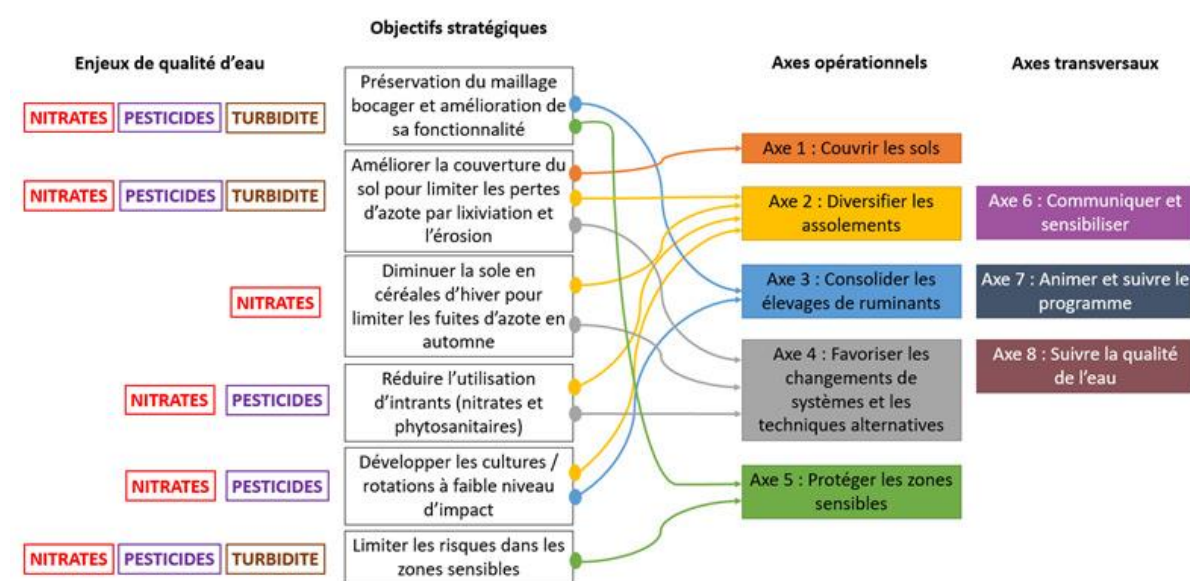 Objectifs stratégiques
Enjeux de qualité d'eau
Axes opérationnels
Axes transversaux
NITRATES PESTICIDES TURBIDITE
Préservation du maillage
bocager et amélioration de
sa fonctionnalité
NITRATES PESTICIDES TURBIDITE
Améliorer la couverture du
sol pour limiter les pertes
d'azote par lixiviation et
l'érosion
NITRATES
Diminuer la sole en
céréales d'hiver pour
limiter les fuites d'azote en
automne
NITRATES PESTICIDES
Réduire l'utilisation
d'intrants (nitrates et
phytosanitaires)
NITRATES PESTICIDES
Développer les cultures /
rotations à faible niveau
d'impact
NITRATES PESTICIDES TURBIDITE
Limiter les risques dans les
zones sensibles
Axe 1 : Couvrir les sols
Axe 2 : Diversifier les
assolements
Axe 3 : Consolider les
élevages de ruminants
Axe 4 : Favoriser les
changements de
systèmes et les
techniques alternatives
Axe 5 : Protéger les zones
sensibles
Axe 6 : Communiquer et
sensibiliser
Axe 7 : Animer et suivre le
programme
Axe 8 : Suivre la qualité
de l'eau